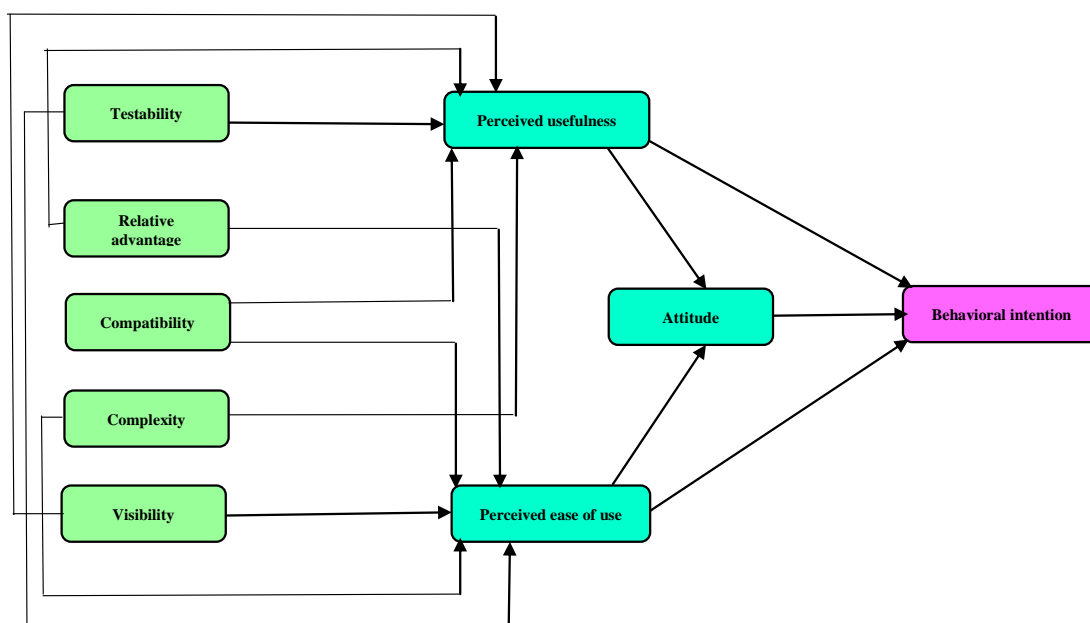 Testability
Perceived usefulness
Relative
advantage
Compatibility
Attitude
Behavioral intention
Complexity
Visibility
Perceived ease of use